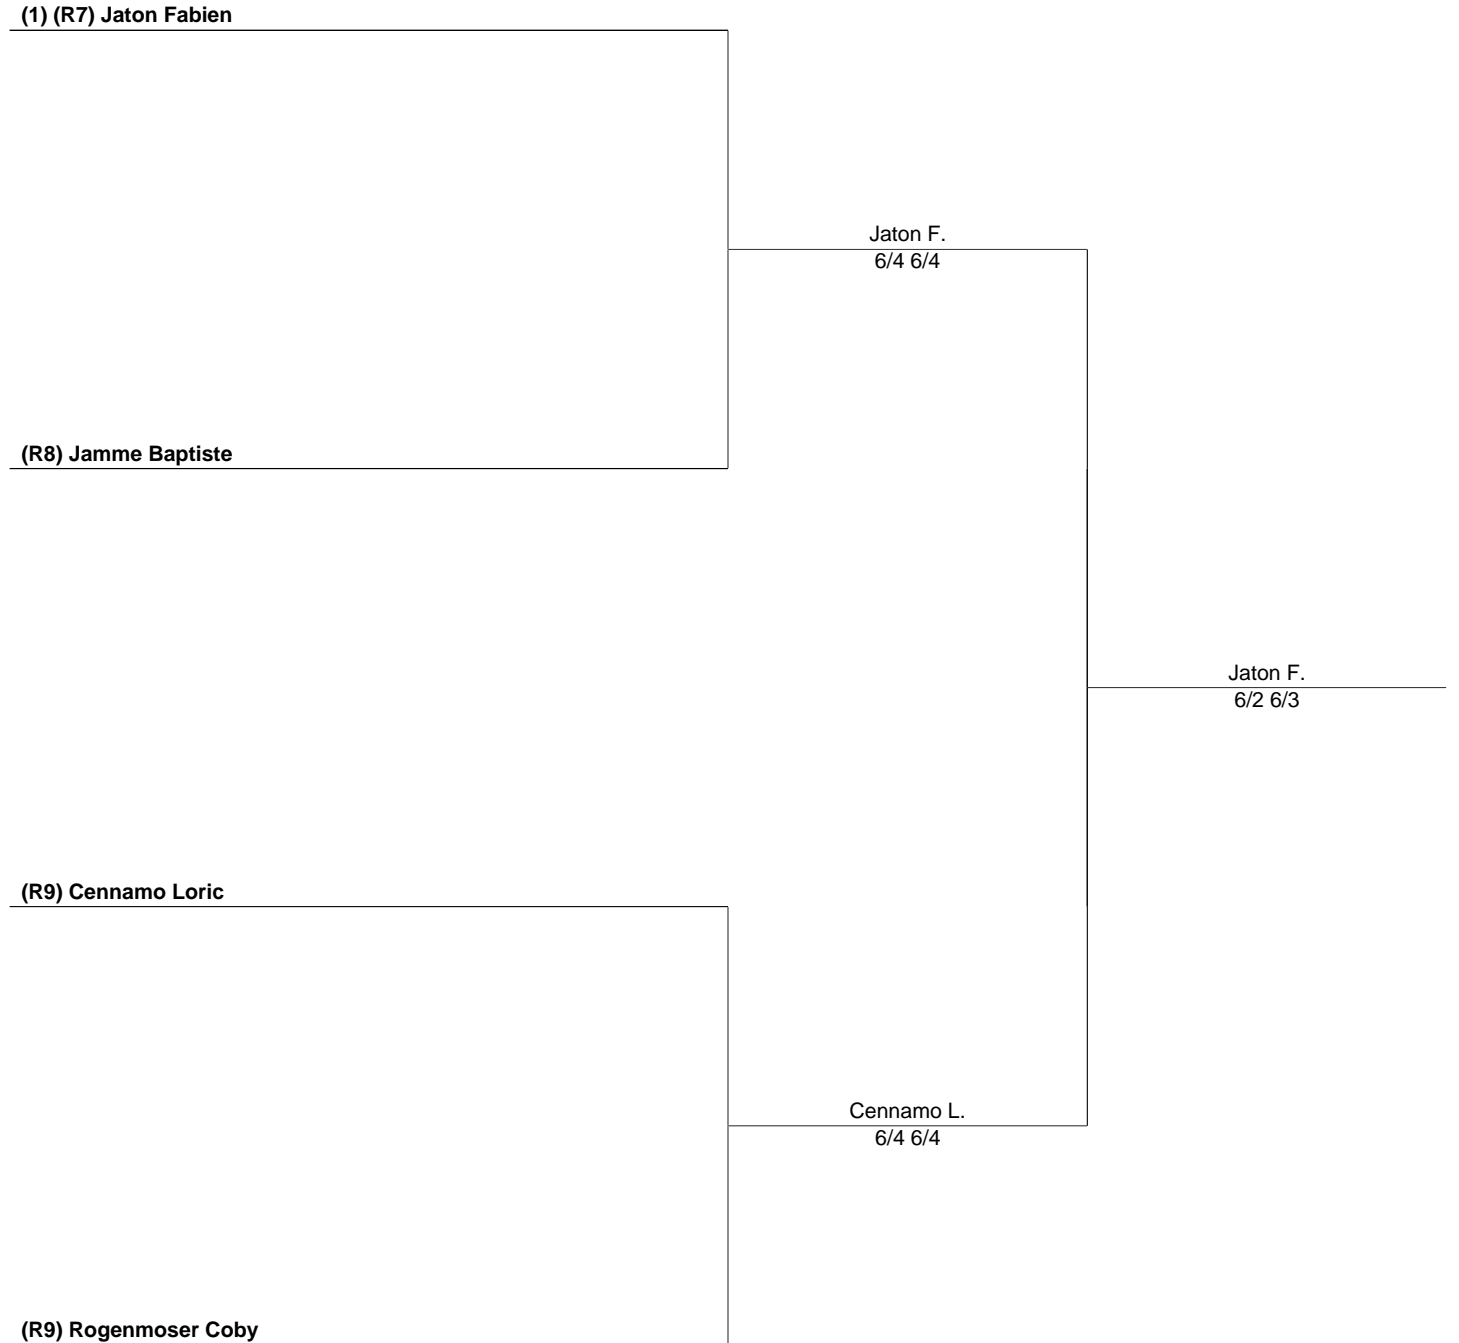 (1) (R7) Jaton Fabien
Jaton F.
6/4 6/4
(R8) Jamme Baptiste
Jaton F.
6/2 6/3
(R9) Cennamo Loric
Cennamo L.
6/4 6/4
(R9) Rogenmoser Coby